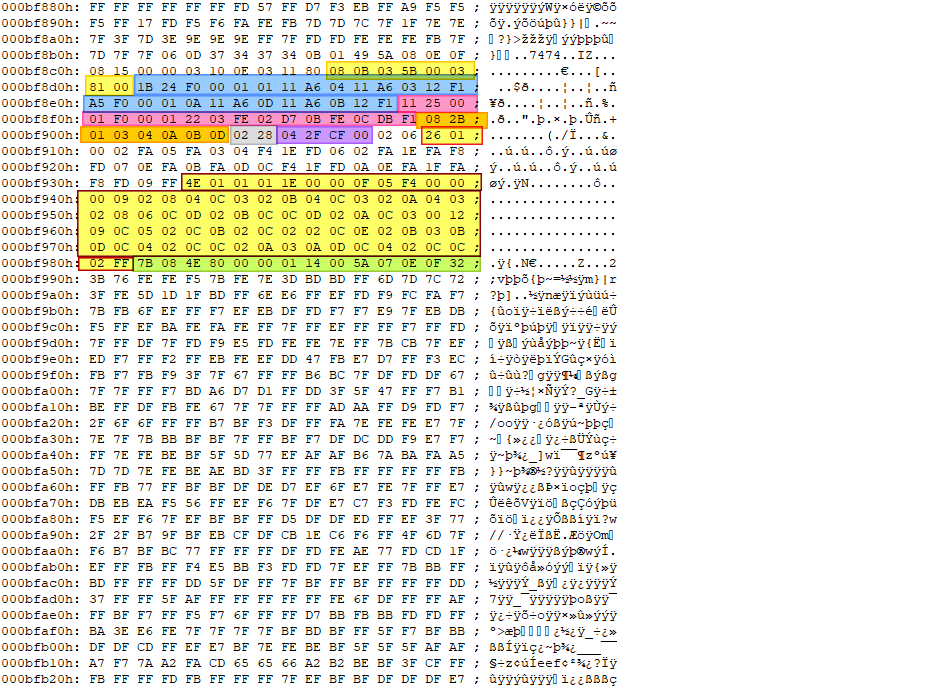 000bf880h: FF FF FF FF FF FF FD 57 FF D7 F3 EB FF A9 F5 F5 ; ÿÿÿÿÿÿýWÿ×óëÿ©õõ
000bf890h: F5 FF 17 FD F5 F6 FA FE FB 7D 7D 7C 7F 1F 7E 7E ; õÿ.ýõöúþû}}|.~~
000bf8a0h: 7F 3F 7D 3E 9E 9E 9E FF 7F FD FD FE FE FE FB 7F ; ?}>žžžÿýýþþþû
000bf8b0h: 7D 7F 7F 06 0D 37 34 37 34 0B 01 49 5A 08 0E 0F ; }..7474..IZ...
000bf8c0h: 08 15 00 00 03 10 0E 03 11 80 08 0B 03 5B 00 03 ; .........€...[..
000bf8d0h: 81 00 1B 24 F0 00 01 01 11 A6 04 11 A6 03 12 F1 ; ..$ð....¦..¦..ñ
000bf8e0h: A5 F0 00 01 0A 11 A6 0D 11 A6 0B 12 F1 11 25 00 ; ¥ð....¦..¦..ñ.%.
000bf8f0h: 01 F0 00 01 22 03 FE 02 D7 0B FE 0C DB F1 08 2B ; .ð..".þ.×.þ.Ûñ.+
000bf900h: 01 03 04 0A 0B 0D 02 28 04 2F CF 00 02 06 26 01 ; .......(./Ï...&.
000bf910h: 00 02 FA 05 FA 03 04 F4 1E FD 06 02 FA 1E FA F8 ; ..ú.ú..ô.ý..ú.úø
000bf920h: FD 07 0E FA 0B FA 0D 0C F4 1F FD 0A 0E FA 1F FA ; ý..ú.ú..ô.ý..ú.ú
000bf930h: F8 FD 09 FF 4E 01 01 01 1E 00 00 0F 05 F4 00 00 ; øý.ÿN........ô..
000bf940h: 00 09 02 08 04 0C 03 02 0B 04 0C 03 02 0A 04 03 ; ................
000bf950h: 02 08 06 0C 0D 02 0B 0C 0C 0D 02 0A 0C 03 00 12 ; ................
000bf960h: 09 0C 05 02 0C 0B 02 0C 02 02 0C 0E 02 0B 03 0B ; ................
000bf970h: 0D 0C 04 02 0C 0C 02 0A 03 0A 0D 0C 04 02 0C 0C ; ................
000bf980h: 02 FF 7B 08 4E 80 00 00 01 14 00 5A 07 0E 0F 32 ; .ÿ{.N€.....Z...2
000bf990h: 3B 76 FE FE F5 7B FE 7E 3D BD BD FF 6D 7D 7C 72 ; ;vþþõ{þ~=½½ÿm}|r
000bf9a0h: 3F FE 5D 1D 1F BD FF 6E E6 FF EF FD F9 FC FA F7 ; ?þ]..½ÿnæÿïýùüú÷
000bf9b0h: 7B FB 6F EF FF F7 EF EB DF FD F7 F7 E9 7F EB DB ; {ûoïÿ÷ïëßý÷÷éëÛ
000bf9c0h: F5 FF EF BA FE FA FE FF 7F FF EF FF FF F7 FF FD ; õÿïºþúþÿÿïÿÿ÷ÿý
000bf9d0h: 7F FF DF 7F FD F9 E5 FD FE FE 7E FF 7B CB 7F EF ; ÿßýùåýþþ~ÿ{Ëï
000bf9e0h: ED F7 FF F2 FF EB FE EF DD 47 FB E7 D7 FF F3 EC ; í÷ÿòÿëþïÝGûç×ÿóì
000bf9f0h: FB F7 FB F9 3F 7F 67 FF FF B6 BC 7F DF FD DF 67 ; û÷ûù?gÿÿ¶¼ßýßg
000bfa00h: 7F 7F FF F7 BD A6 D7 D1 FF DD 3F 5F 47 FF F7 B1 ; ÿ÷½¦×ÑÿÝ?_Gÿ÷±
000bfa10h: BE FF DF FB FE 67 7F 7F FF FF AD AA FF D9 FD F7 ; ¾ÿßûþgÿÿ-ªÿÙý÷
000bfa20h: 2F 6F 6F FF FF B7 BF F3 DF FF FA 7E FE FE E7 7F ; /ooÿÿ·¿óßÿú~þþç
000bfa30h: 7E 7F 7B BB BF BF 7F FF BF F7 DF DC DD F9 E7 F7 ; ~{»¿¿ÿ¿÷ßÜÝùç÷
000bfa40h: FF 7E FE BE BF 5F 5D 77 EF AF AF B6 7A BA FA A5 ; ÿ~þ¾¿_]wï¯¯¶zºú¥
000bfa50h: 7D 7D 7E FE BE AE BD 3F FF FF FB FF FF FF FF FB ; }}~þ¾®½?ÿÿûÿÿÿÿû
000bfa60h: FF FB 77 FF BF BF DF DE D7 EF 6F E7 FE 7F FF E7 ; ÿûwÿ¿¿ßÞ×ïoçþÿç
000bfa70h: DB EB EA F5 56 FF EF F6 7F DF E7 C7 F3 FD FE FC ; ÛëêõVÿïößçÇóýþü
000bfa80h: F5 EF F6 7F EF BF BF FF D5 DF DF ED FF EF 3F 77 ; õïöï¿¿ÿÕßßíÿï?w
000bfa90h: 2F 2F B7 9F BF EB CF DF CB 1E C6 F6 FF 4F 6D 7F ; //·Ÿ¿ëÏßË.ÆöÿOm
000bfaa0h: F6 B7 BF BC 77 FF FF FF DF FD FE AE 77 FD CD 1F ; ö·¿¼wÿÿÿßýþ®wýÍ.
000bfab0h: EF FF FB FF F4 E5 BB F3 FD FD 7F EF FF 7B BB FF ; ïÿûÿôå»óýýïÿ{»ÿ
000bfac0h: BD FF FF FF DD 5F DF FF 7F BF FF BF FF FF FF DD ; ½ÿÿÿÝ_ßÿ¿ÿ¿ÿÿÿÝ
000bfad0h: 37 FF FF 5F AF FF FF FF FF FF FE 6F DF FF FF AF ; 7ÿÿ_¯ÿÿÿÿÿþoßÿÿ¯
000bfae0h: FF BF F7 FF F5 F7 6F FF FF D7 BB FB BB FD FD FF ; ÿ¿÷ÿõ÷oÿÿ×»û»ýýÿ
000bfaf0h: BA 3E E6 FE 7F 7F 7F 7F BF BD BF FF 5F F7 BF BB ; º>æþ¿½¿ÿ_÷¿»
000bfb00h: DF DF CD FF EF E7 BF 7E FE BE BF 5F 5F 5F AF AF ; ßßÍÿïç¿~þ¾¿___¯¯
000bfb10h: A7 F7 7A A2 FA CD 65 65 66 A2 B2 BE BF 3F CF FF ; §÷z¢úÍeef¢²¾¿?Ïÿ
000bfb20h: FB FF FF FD FB FF FF FF 7F EF BF BF DF DF DF E7 ; ûÿÿýûÿÿÿï¿¿ßßßç